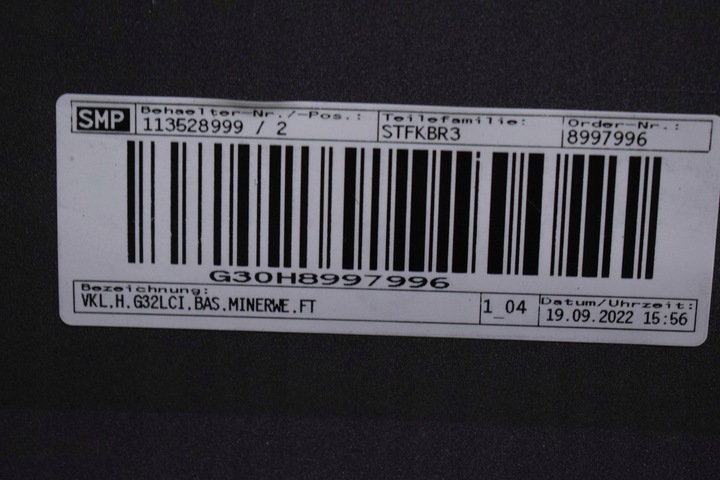 SMP Behaelter-Nr./-Pos.: Teilefamilie: Order-Nr.:
113528999 / 2 STFKBR3 8997996
G30H8997996
Bezeichnung: Datum/Uhrzeit:
VKL.H.G32LCI.BAS.MINERWE.FT 1_04 19.09.2022 15:56